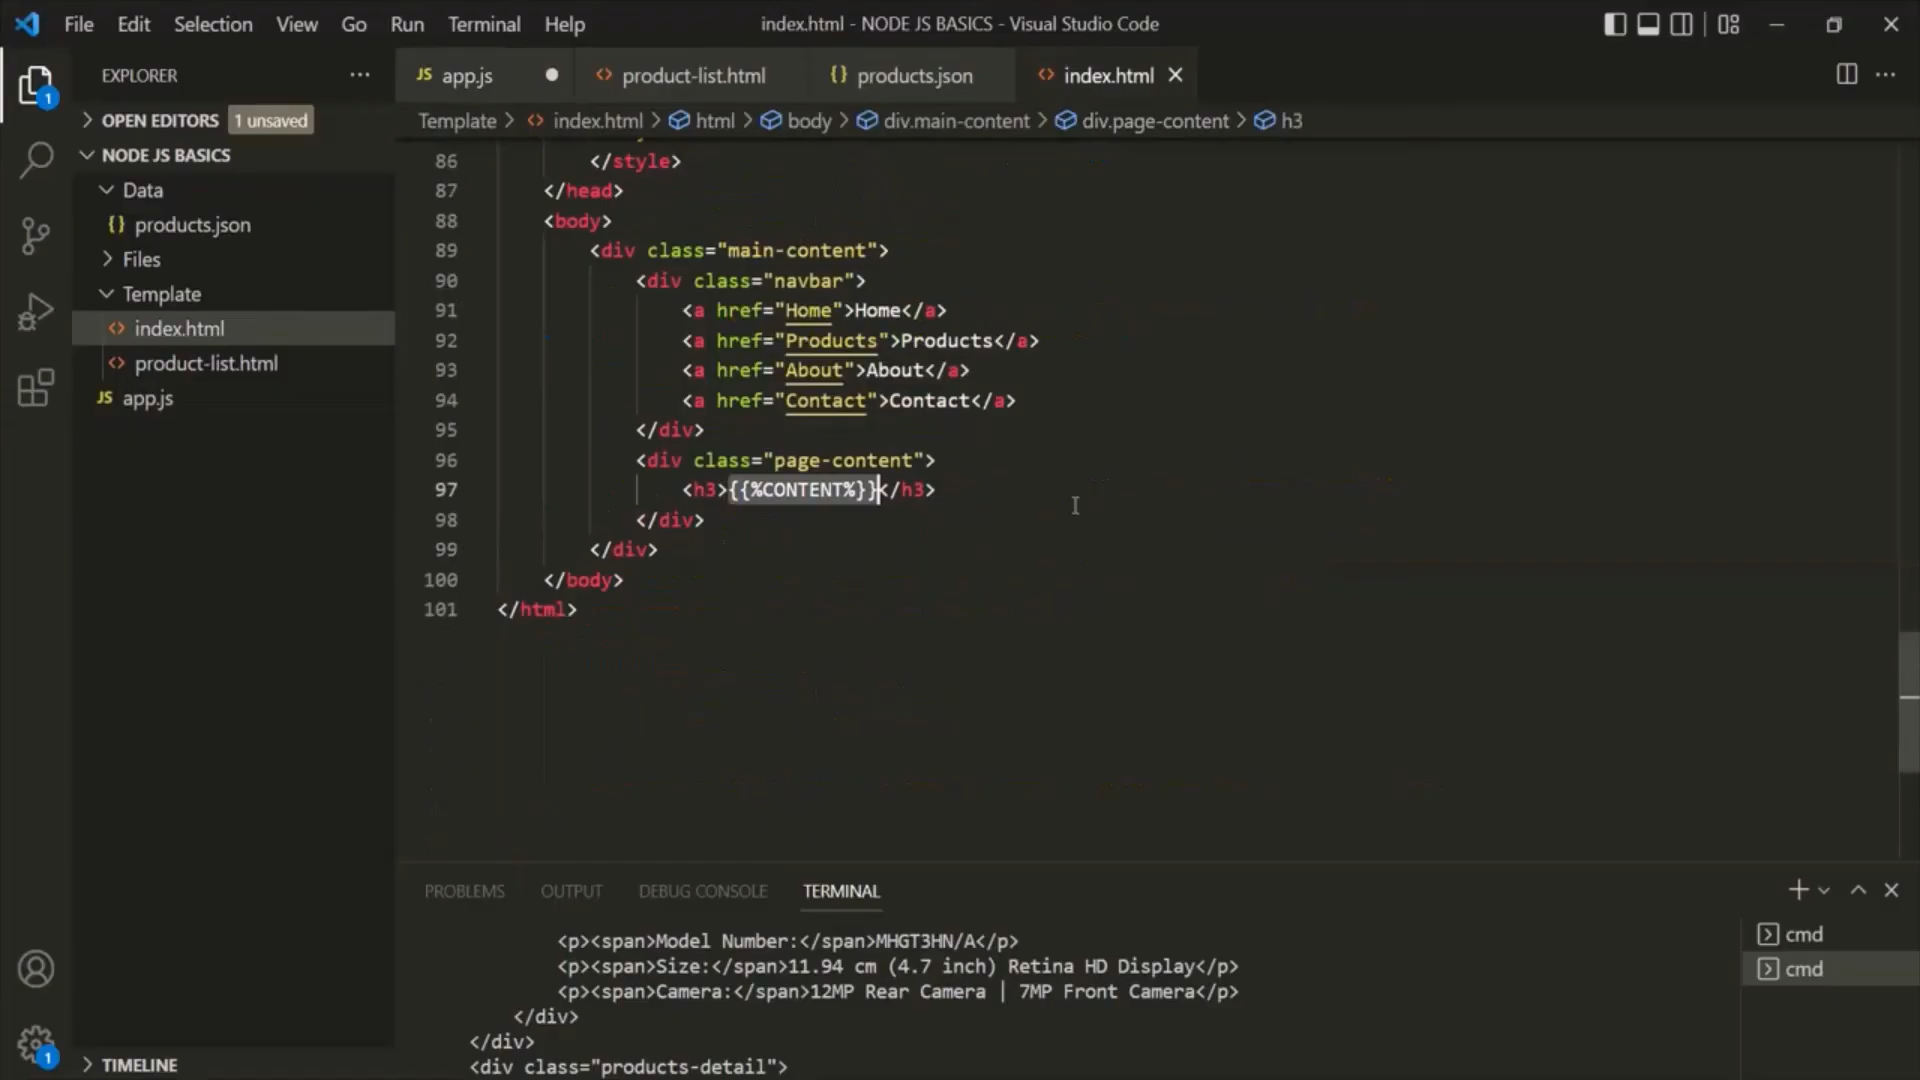 File Edit Selection View Go Run Terminal Help
index.html - NODE JS BASICS - Visual Studio Code
EXPLORER
JS app.js
<> product-list.html
{} products.json
<> index.html
OPEN EDITORS 1 unsaved
Template > <> index.html > html > body > div.main-content > div.page-content > h3
NODE JS BASICS
Data
{} products.json
Files
Template
<> index.html
<> product-list.html
JS app.js
TIMELINE
1
1
86 </style>
87 </head>
88 <body>
89 <div class="main-content">
90 <div class="navbar">
91 <a href="Home">Home</a>
92 <a href="Products">Products</a>
93 <a href="About">About</a>
94 <a href="Contact">Contact</a>
95 </div>
96 <div class="page-content">
97 <h3>{{%CONTENT%}}</h3>
98 </div>
99 </div>
100 </body>
101 </html>
PROBLEMS OUTPUT DEBUG CONSOLE TERMINAL
<p><span>Model Number:</span>MHGT3HN/A</p>
<p><span>Size:</span>11.94 cm (4.7 inch) Retina HD Display</p>
<p><span>Camera:</span>12MP Rear Camera | 7MP Front Camera</p>
</div>
</div>
<div class="products-detail">
cmd
cmd